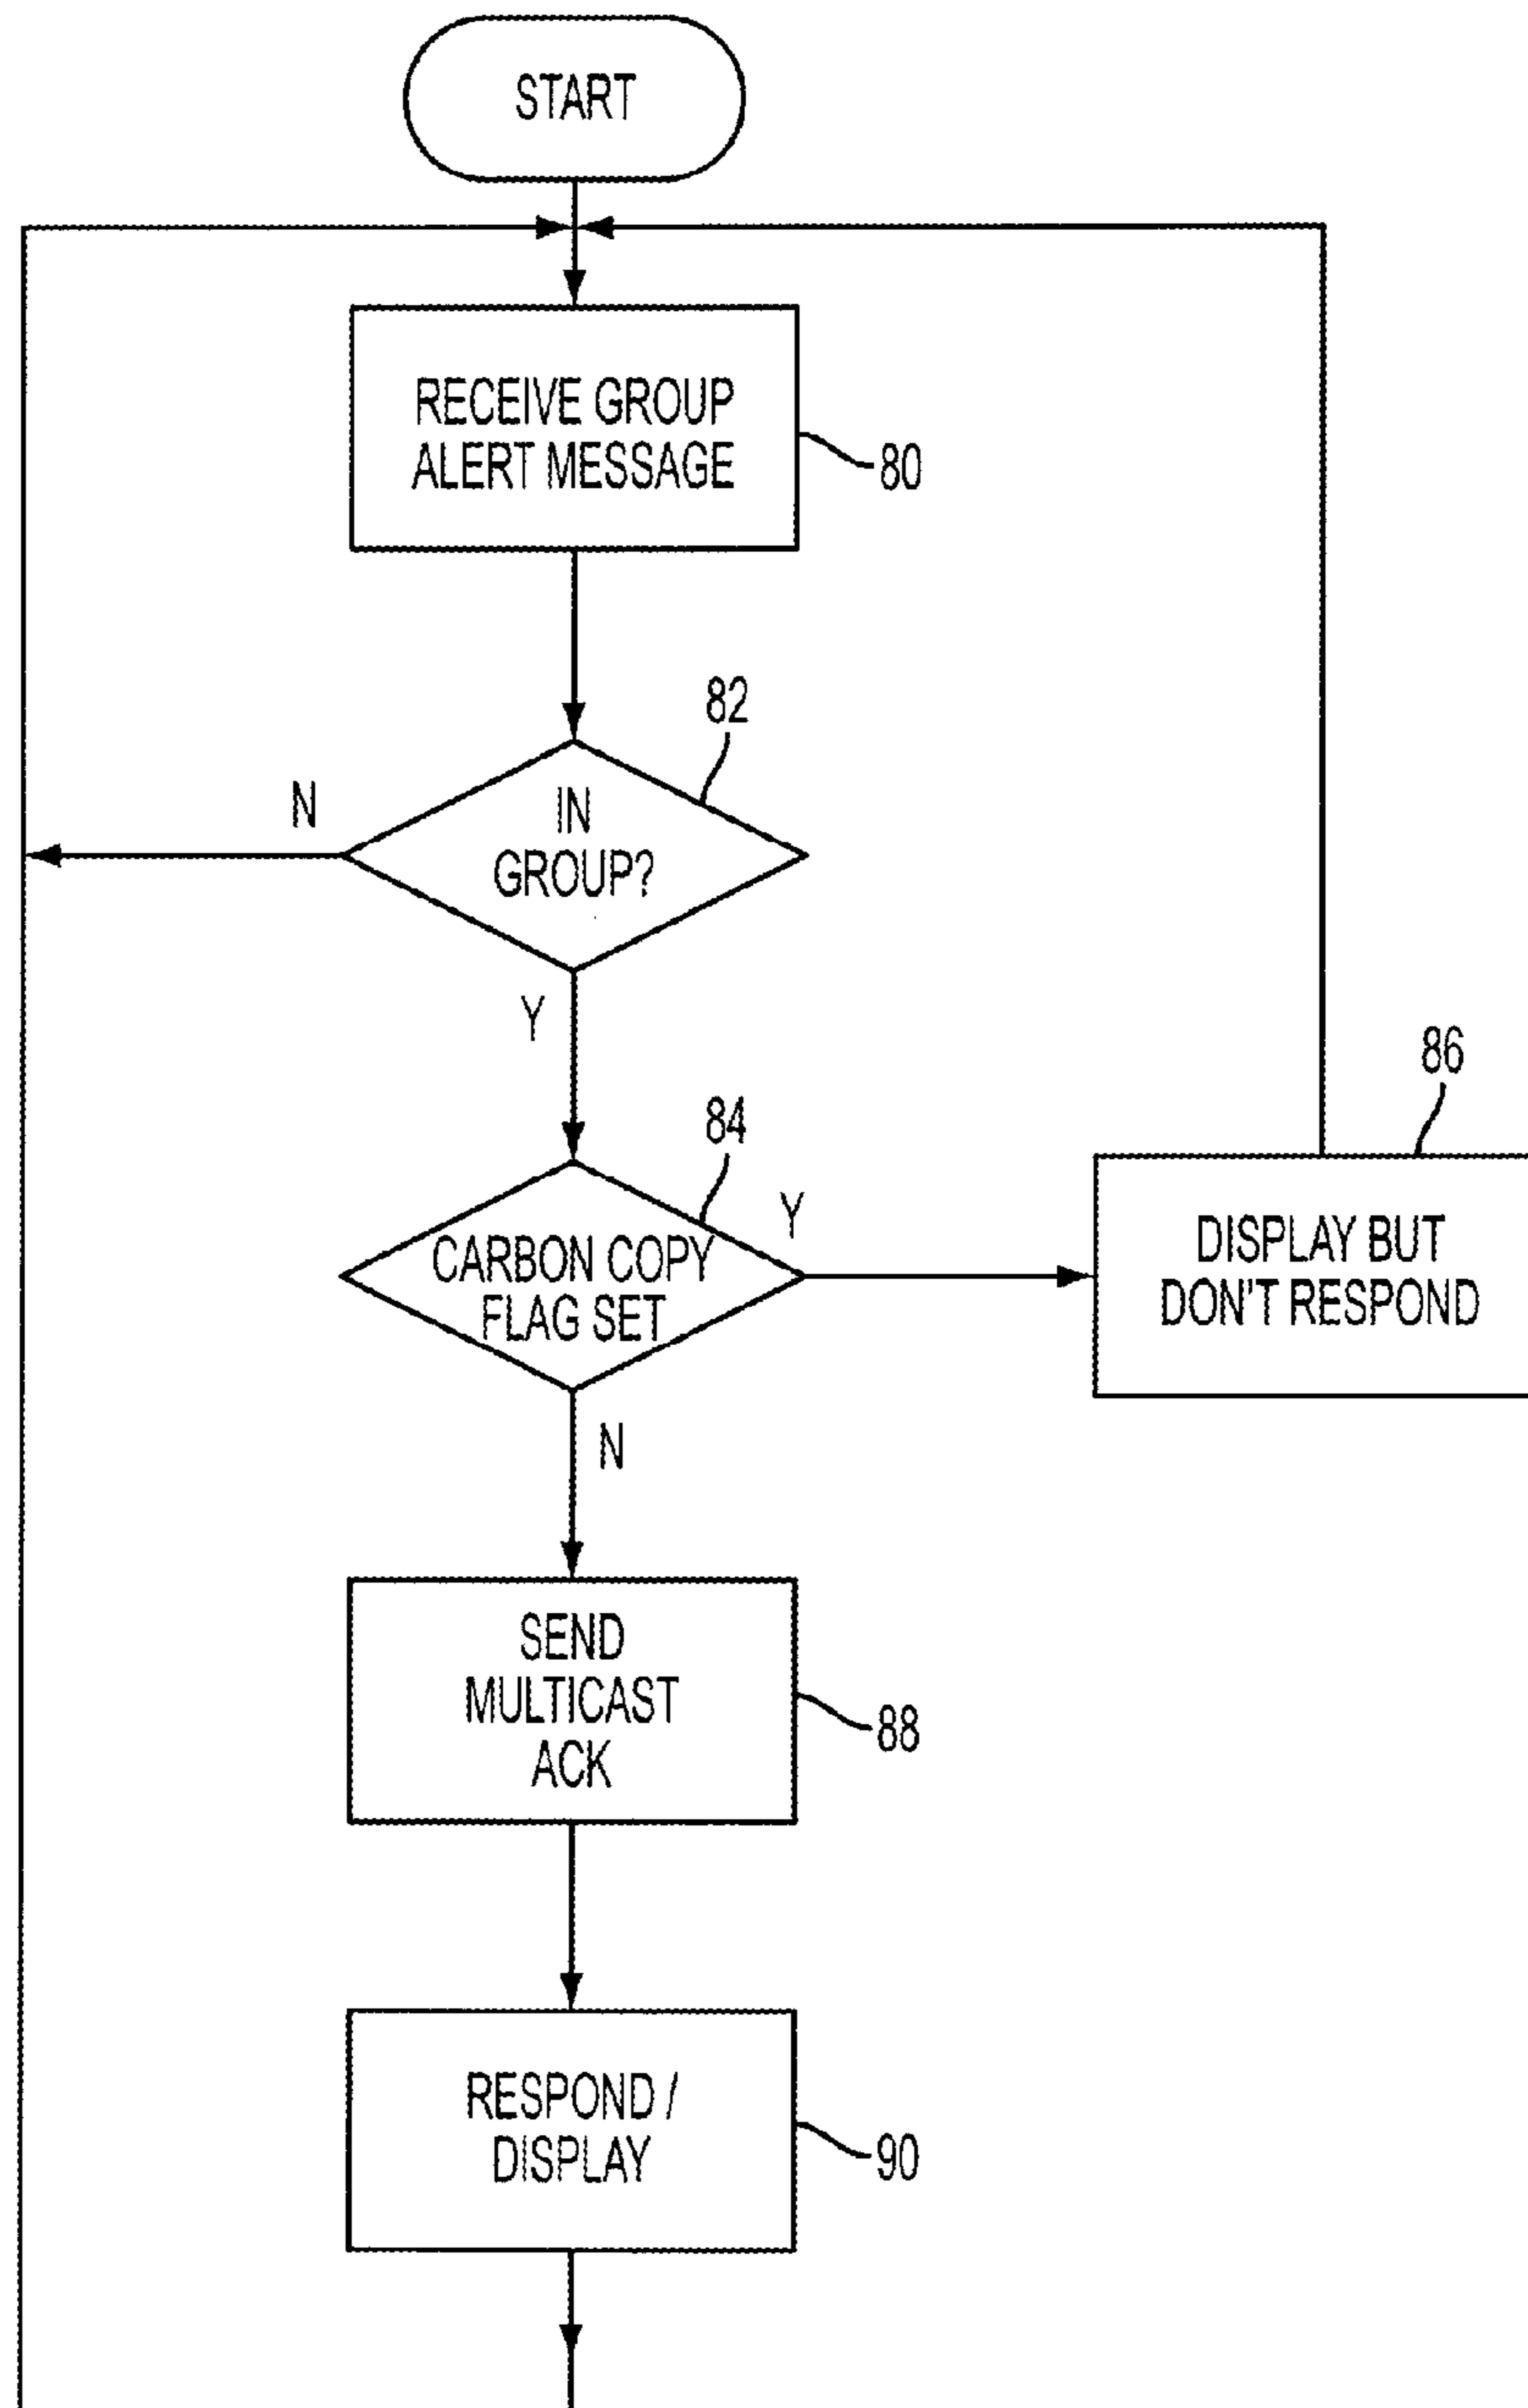 START
RECEIVE GROUP
ALERT MESSAGE
80
82
N
IN
GROUP?
Y
86
84
Y
CARBON COPY
FLAG SET
DISPLAY BUT
DON'T RESPOND
N
SEND
MULTICAST
ACK
88
RESPOND /
DISPLAY
90